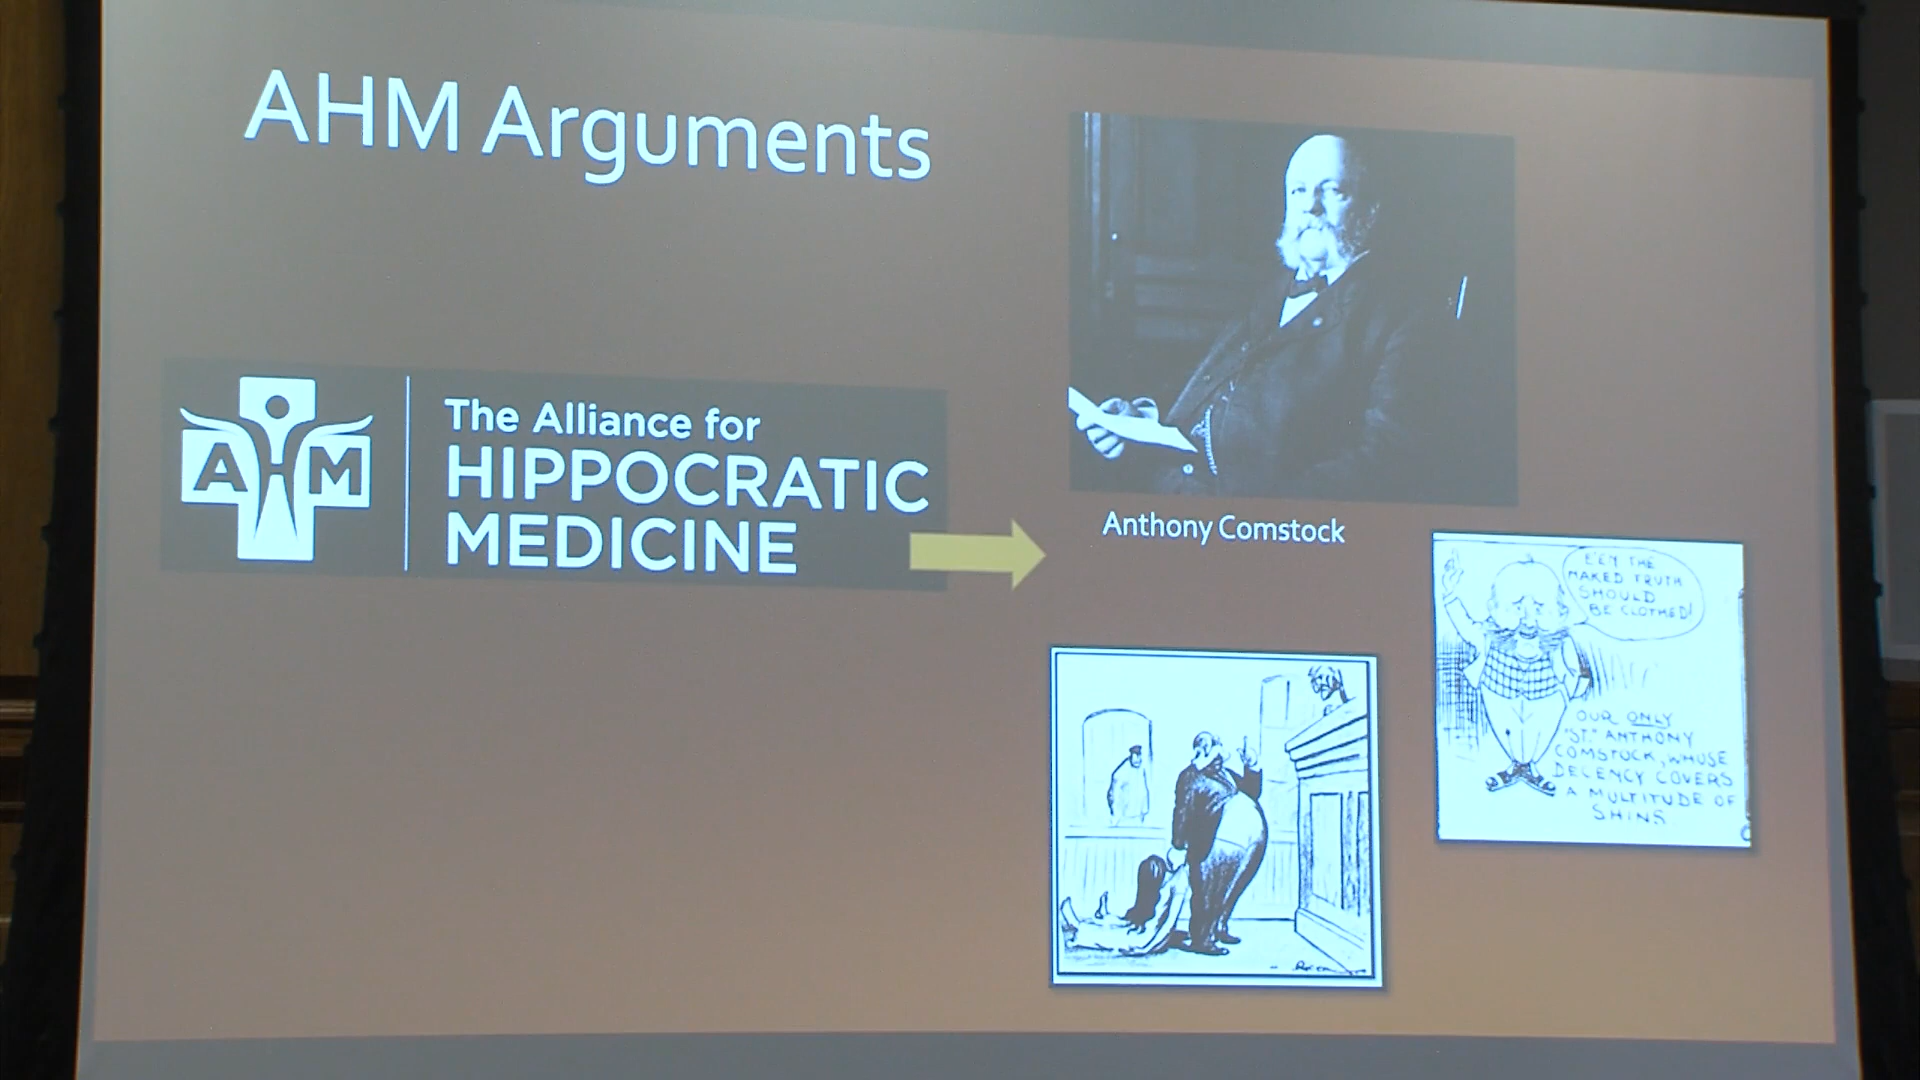 AHM Arguments
AHM
The Alliance for
HIPPOCRATIC
MEDICINE
Anthony Comstock
E'EN THE
NAKED TRUTH
SHOULD
BE CLOTHED!
OUR ONLY
"ST." ANTHONY
COMSTOCK, WHOSE
DECENCY COVERS
A MULTITUDE OF
SHINS